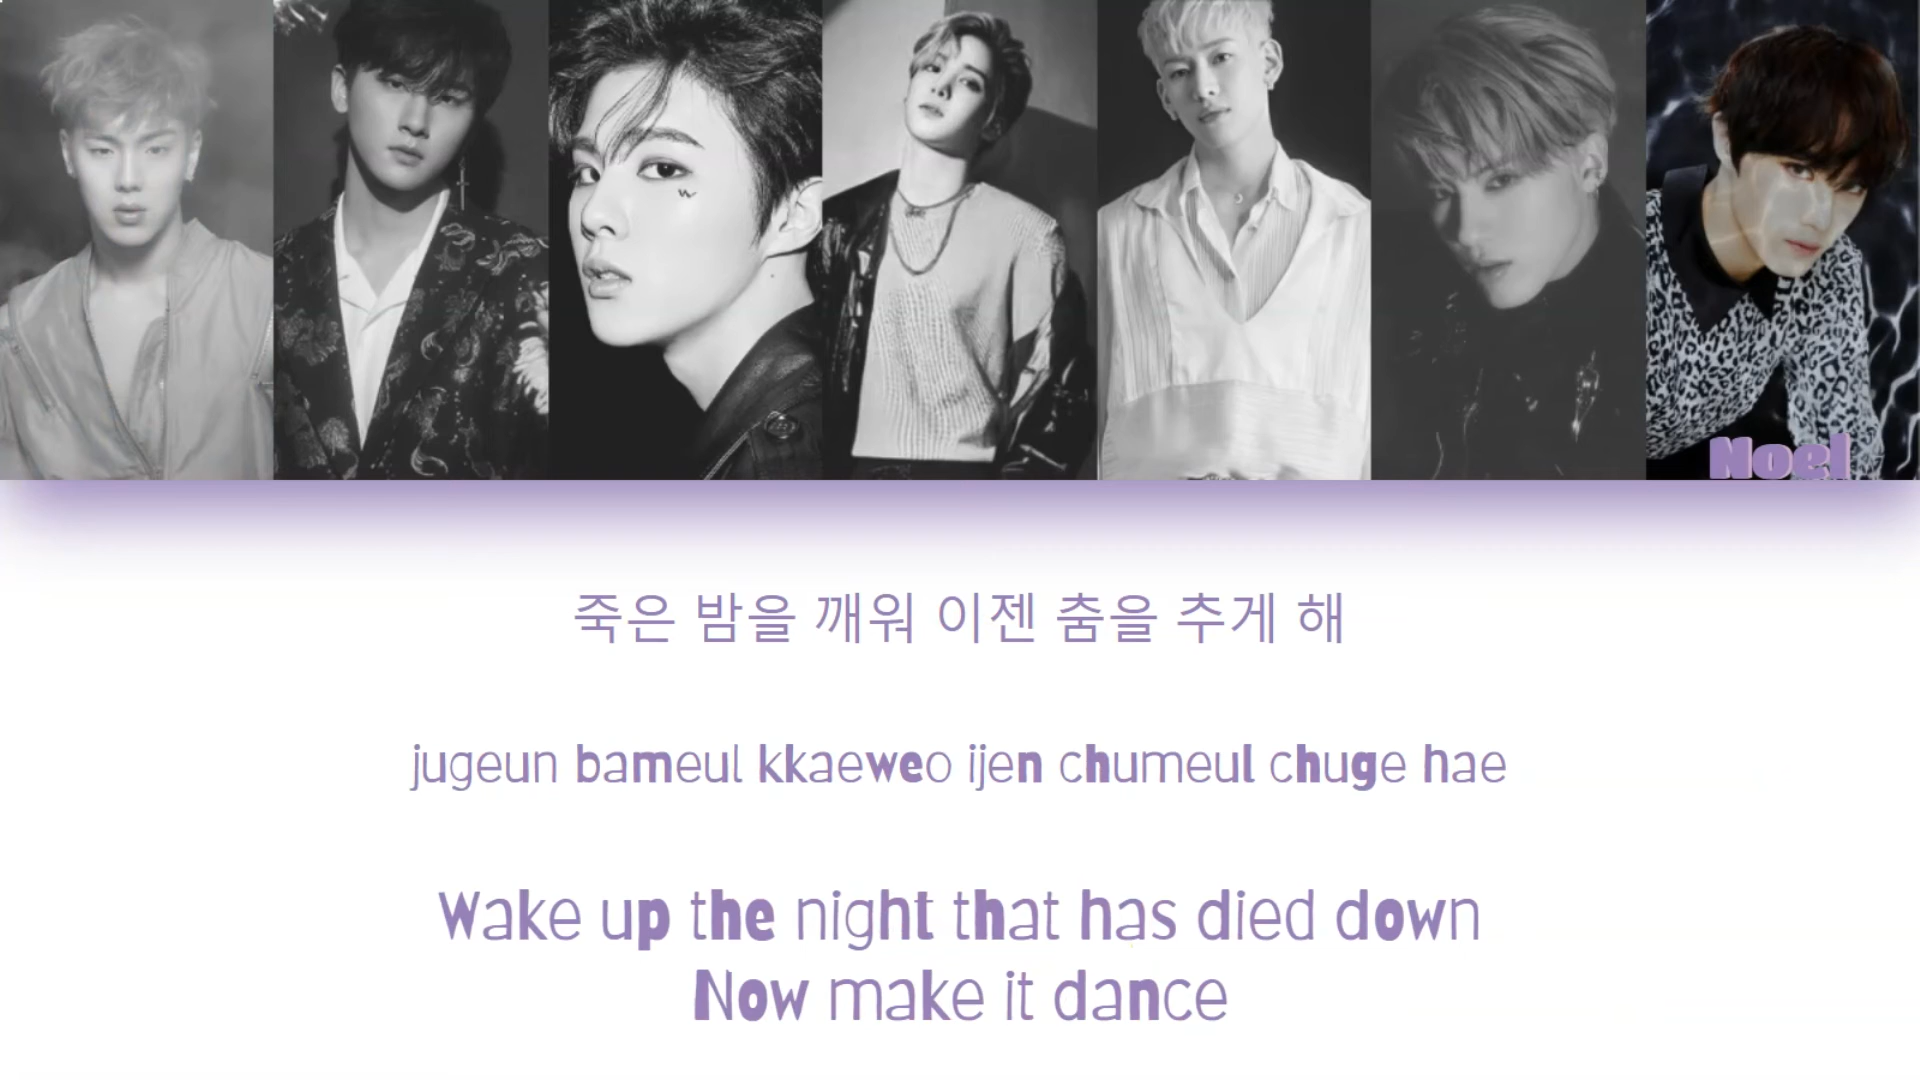 Noel
죽은 밤을 깨워 이젠 춤을 추게 해
jugeun bameul kkaeweo ijen chumeul chuge hae
Wake up the night that has died down
Now make it dance